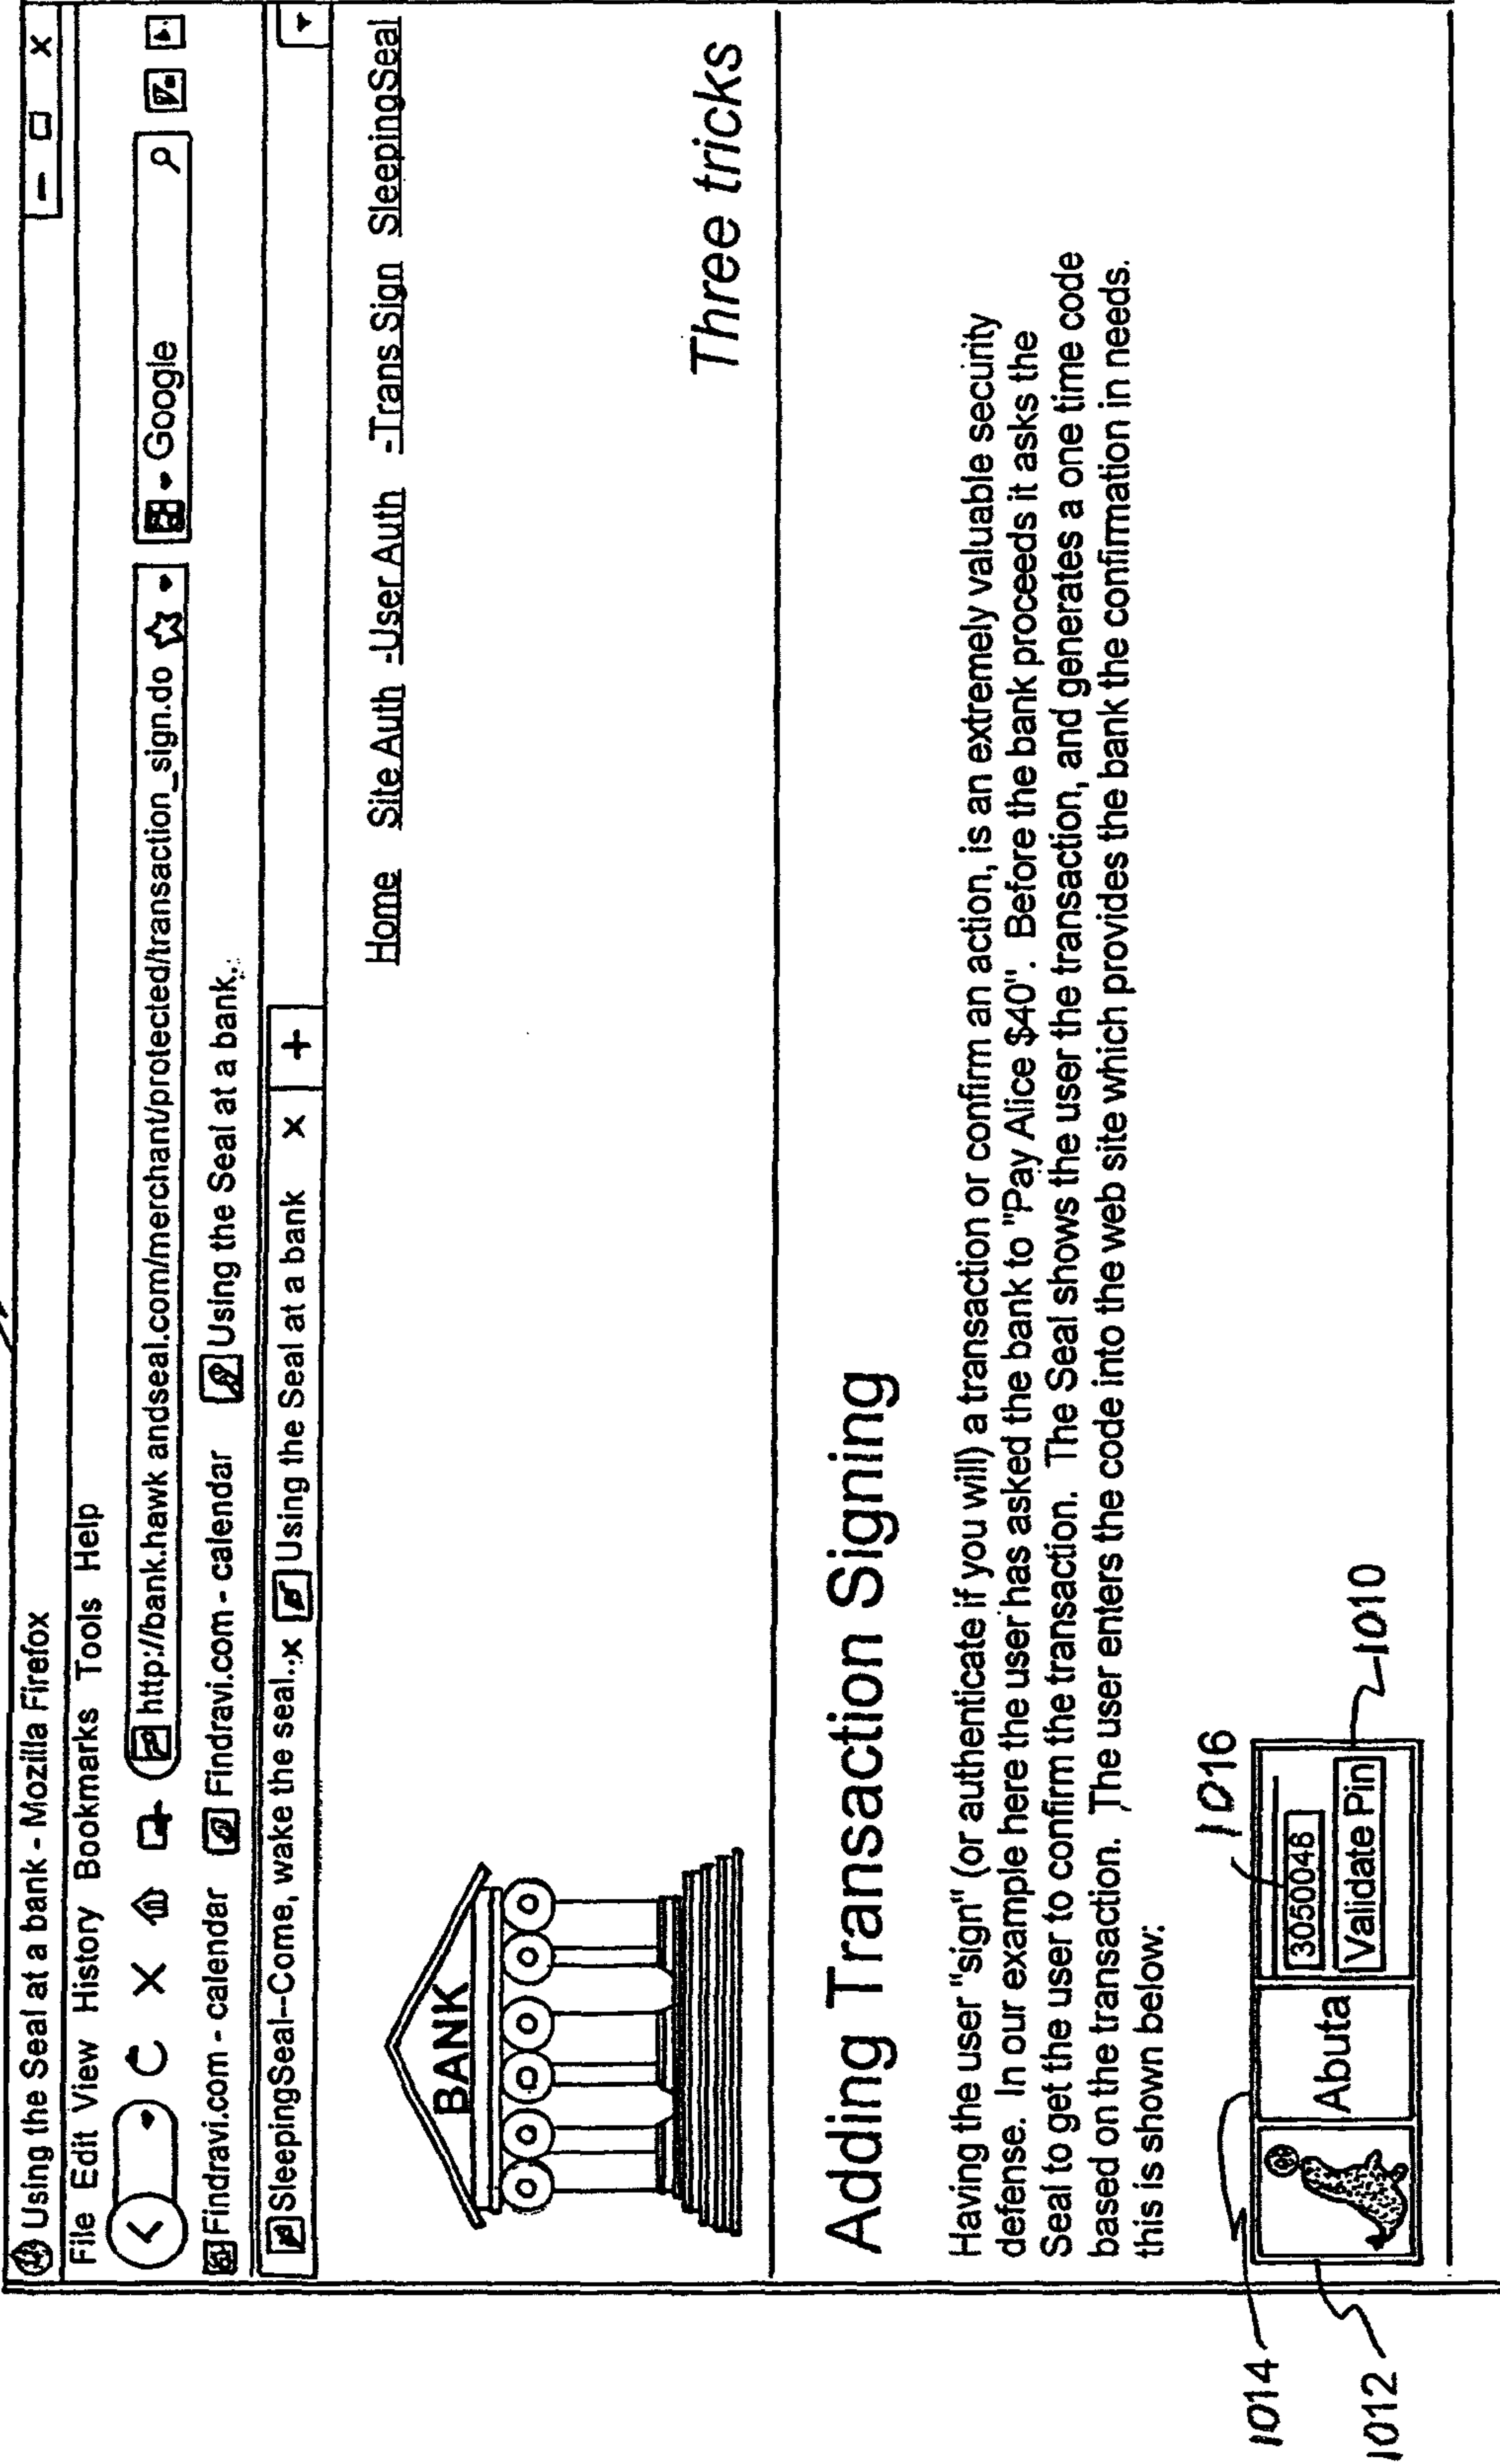 Using the Seal at a bank - Mozilla Firefox
File Edit View History Bookmarks Tools Help
http://bank.hawk andseal.com/merchant/protected/transaction_sign.do
Google
Findravi.com - calendar Findravi.com - calendar Using the Seal at a bank.
SleepingSeal--Come, wake the seal..x Using the Seal at a bank x +
Home Site Auth -User Auth -Trans Sign SleepingSeal
BANK
Three tricks
Adding Transaction Signing
Having the user "sign" (or authenticate if you will) a transaction or confirm an action, is an extremely valuable security
defense. In our example here the user has asked the bank to "Pay Alice $40". Before the bank proceeds it asks the
Seal to get the user to confirm the transaction. The Seal shows the user the transaction, and generates a one time code
based on the transaction. The user enters the code into the web site which provides the bank the confirmation in needs.
this is shown below:
1014
1016
Abuta
3050046
Validate Pin
1010
1012